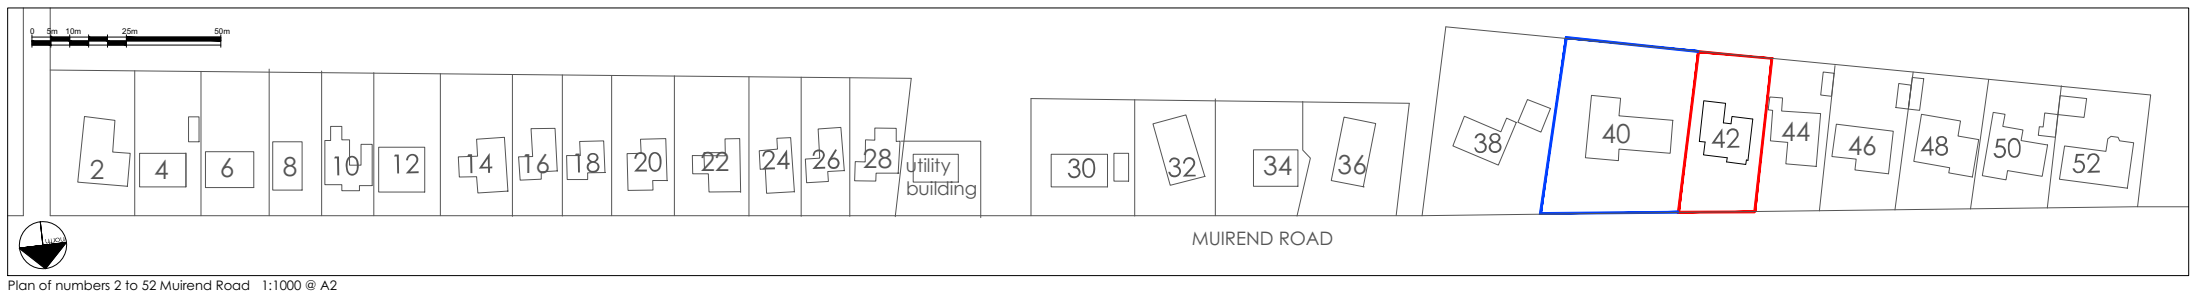 0 5m 10m 25m 50m
2 4 6 8 10 12 14 16 18 20 22 24 26 28 30 32 34 36 38 40 42 44 46 48 50 52
utility
building
north
MUIREND ROAD
Plan of numbers 2 to 52 Muirend Road 1:1000 @ A2